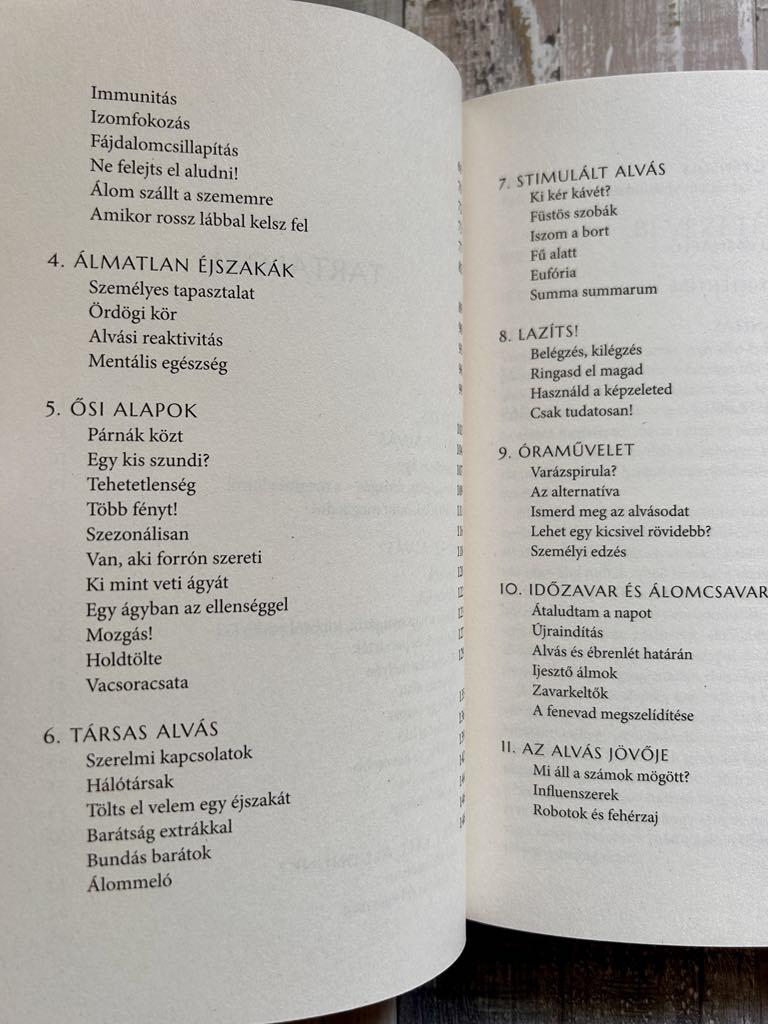 Immunitás
Izomfokozás
Fájdalomcsillapítás
Ne felejts el aludni!
Álom szállt a szememre
Amikor rossz lábbal kelsz fel
4. ÁLMATLAN ÉJSZAKÁK
Személyes tapasztalat
Ördögi kör
Alvási reaktivitás
Mentális egészség
5. ŐSI ALAPOK
Párnák közt
Egy kis szundi?
Tehetetlenség
Több fényt!
Szezonálisan
Van, aki forrón szereti
Ki mint veti ágyát
Egy ágyban az ellenséggel
Mozgás!
Holdtölte
Vacsoracsata
6. TÁRSAS ALVÁS
Szerelmi kapcsolatok
Hálótársak
Tölts el velem egy éjszakát
Barátság extrákkal
Bundás barátok
Álommeló
7. STIMULÁLT ALVÁS
Ki kér kávét?
Füstös szobák
Iszom a bort
Fű alatt
Eufória
Summa summarum
8. LAZÍTS!
Belégzés, kilégzés
Ringasd el magad
Használd a képzeleted
Csak tudatosan!
9. ÓRAMŰVELET
Varázspirula?
Az alternatíva
Ismerd meg az alvásodat
Lehet egy kicsivel rövidebb?
Személyi edzés
10. IDŐZAVAR ÉS ÁLOMCSAVAR
Átaludtam a napot
Újraindítás
Alvás és ébrenlét határán
Ijesztő álmok
Zavarkeltők
A fenevad megszelídítése
11. AZ ALVÁS JÖVŐJE
Mi áll a számok mögött?
Influenszerek
Robotok és fehérzaj